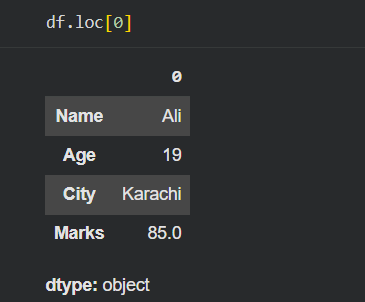 df.loc[0]
0
Name Ali
Age 19
City Karachi
Marks 85.0
dtype: object